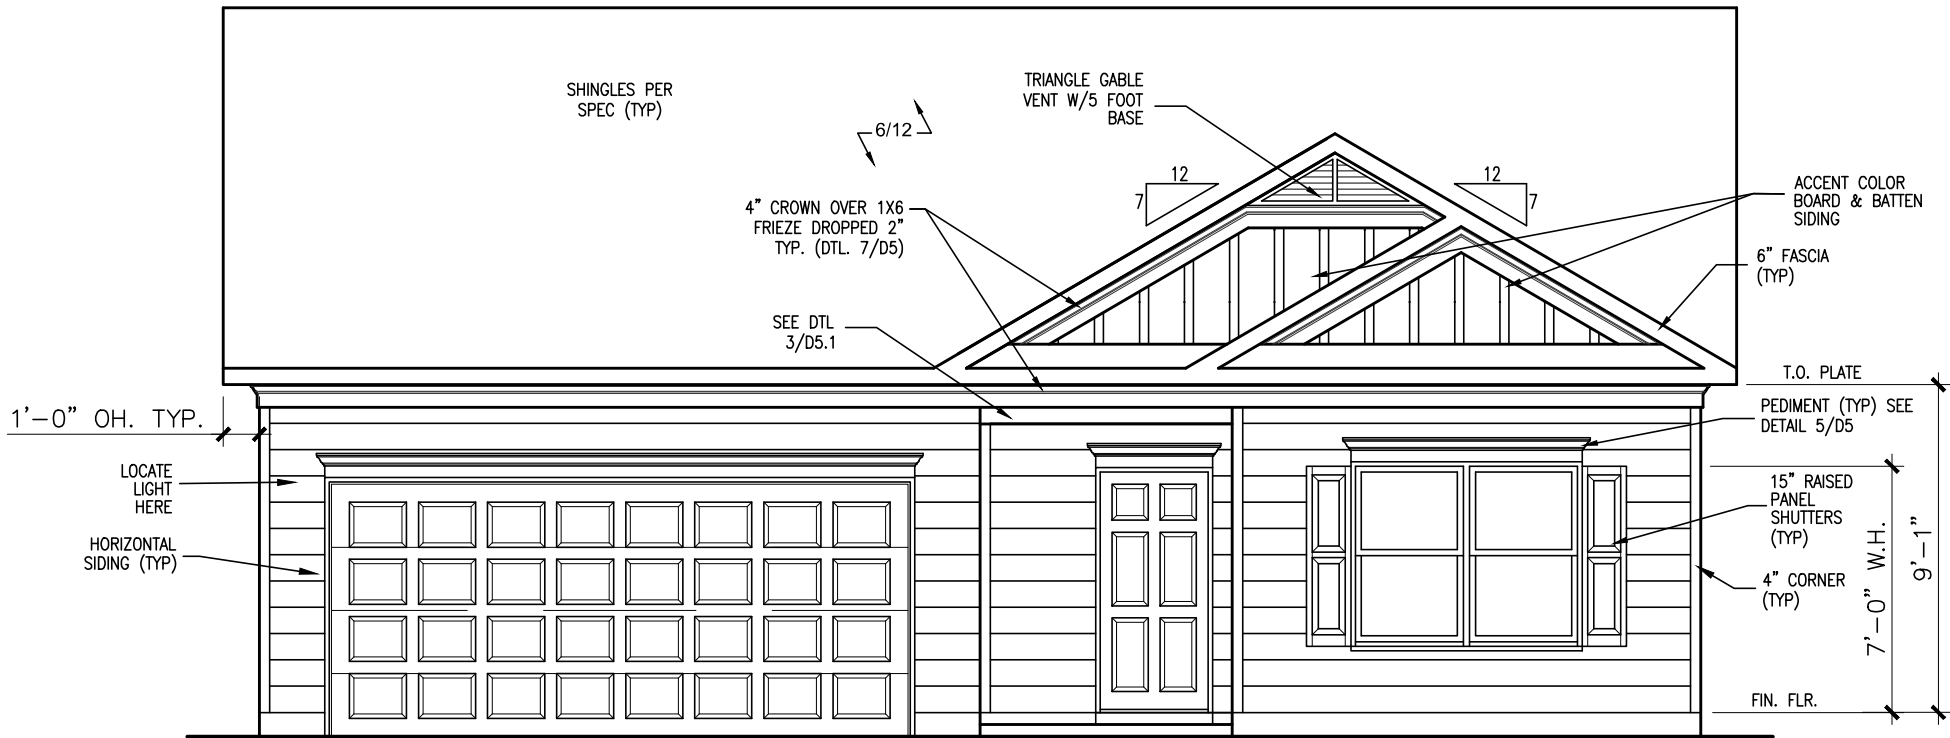 SHINGLES PER
SPEC (TYP)
6/12
TRIANGLE GABLE
VENT W/5 FOOT
BASE
12
7
12
7
ACCENT COLOR
BOARD & BATTEN
SIDING
4" CROWN OVER 1X6
FRIEZE DROPPED 2"
TYP. (DTL. 7/D5)
6" FASCIA
(TYP)
SEE DTL
3/D5.1
T.O. PLATE
1'-0" OH. TYP.
PEDIMENT (TYP) SEE
DETAIL 5/D5
LOCATE
LIGHT
HERE
15" RAISED
PANEL
SHUTTERS
(TYP)
HORIZONTAL
SIDING (TYP)
4" CORNER
(TYP)
7'-0" W.H.
9'-1"
FIN. FLR.